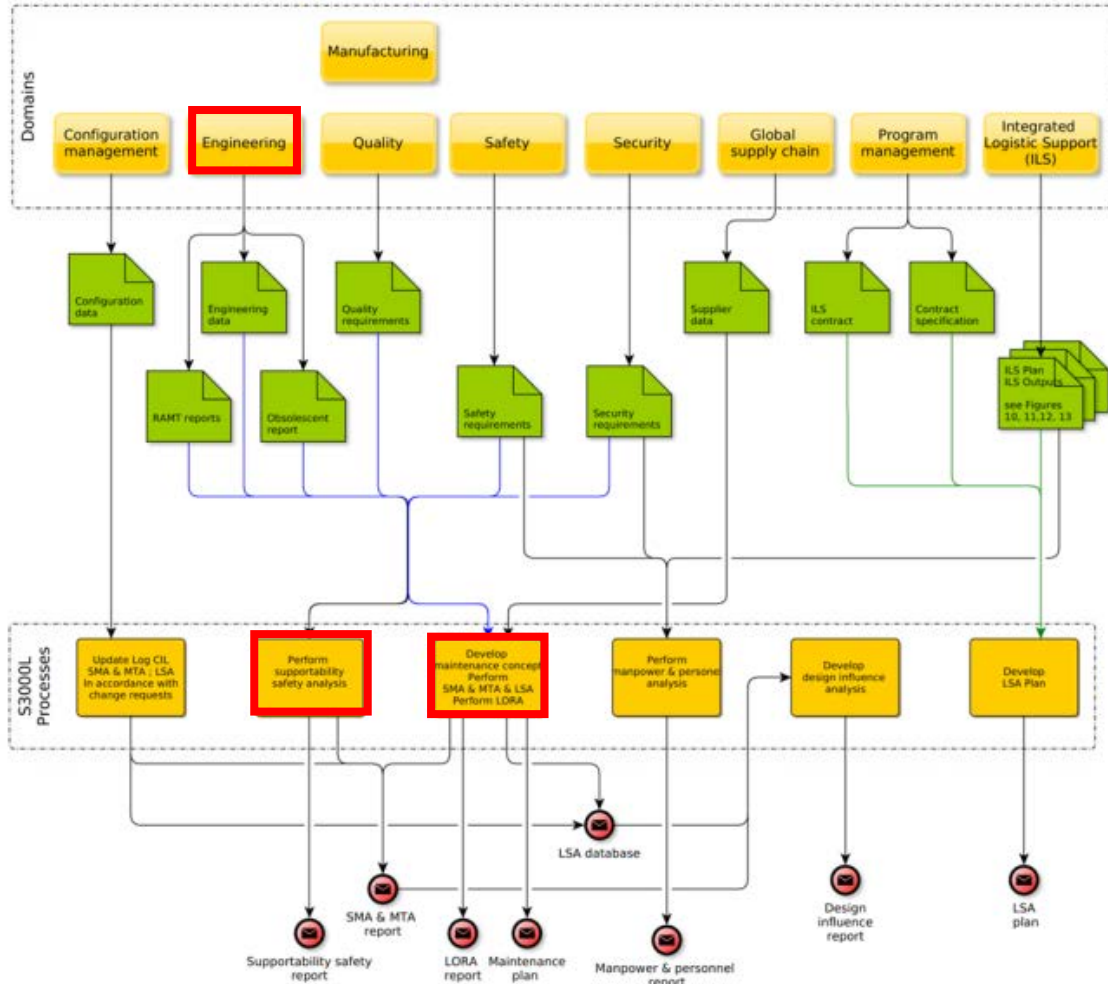 Domains
Manufacturing
Configuration
management
Engineering
Quality
Safety
Security
Global
supply chain
Program
management
Integrated
Logistic Support
(ILS)
Configuration
data
Engineering
data
Quality
requirements
Supplier
data
ILS
contract
Contract
specification
RAMT reports
Obsolescent
report
Safety
requirements
Security
requirements
ILS Plan
ILS Outputs
see Figures
10, 11,12, 13
S3000L
Processes
Update Log CIL
SMA & MTA ; LSA
In accordance with
change requests
Perform
supportability
safety analysis
Develop
maintenance concept
Perform
SMA & MTA & LSA
Perform LORA
Perform
manpower & persone
analysis
Develop
design influence
analysis
Develop
LSA Plan
LSA database
SMA & MTA
report
Supportability safety
report
LORA
report
Maintenance
plan
Manpower & personnel
report
Design
influence
report
LSA
plan